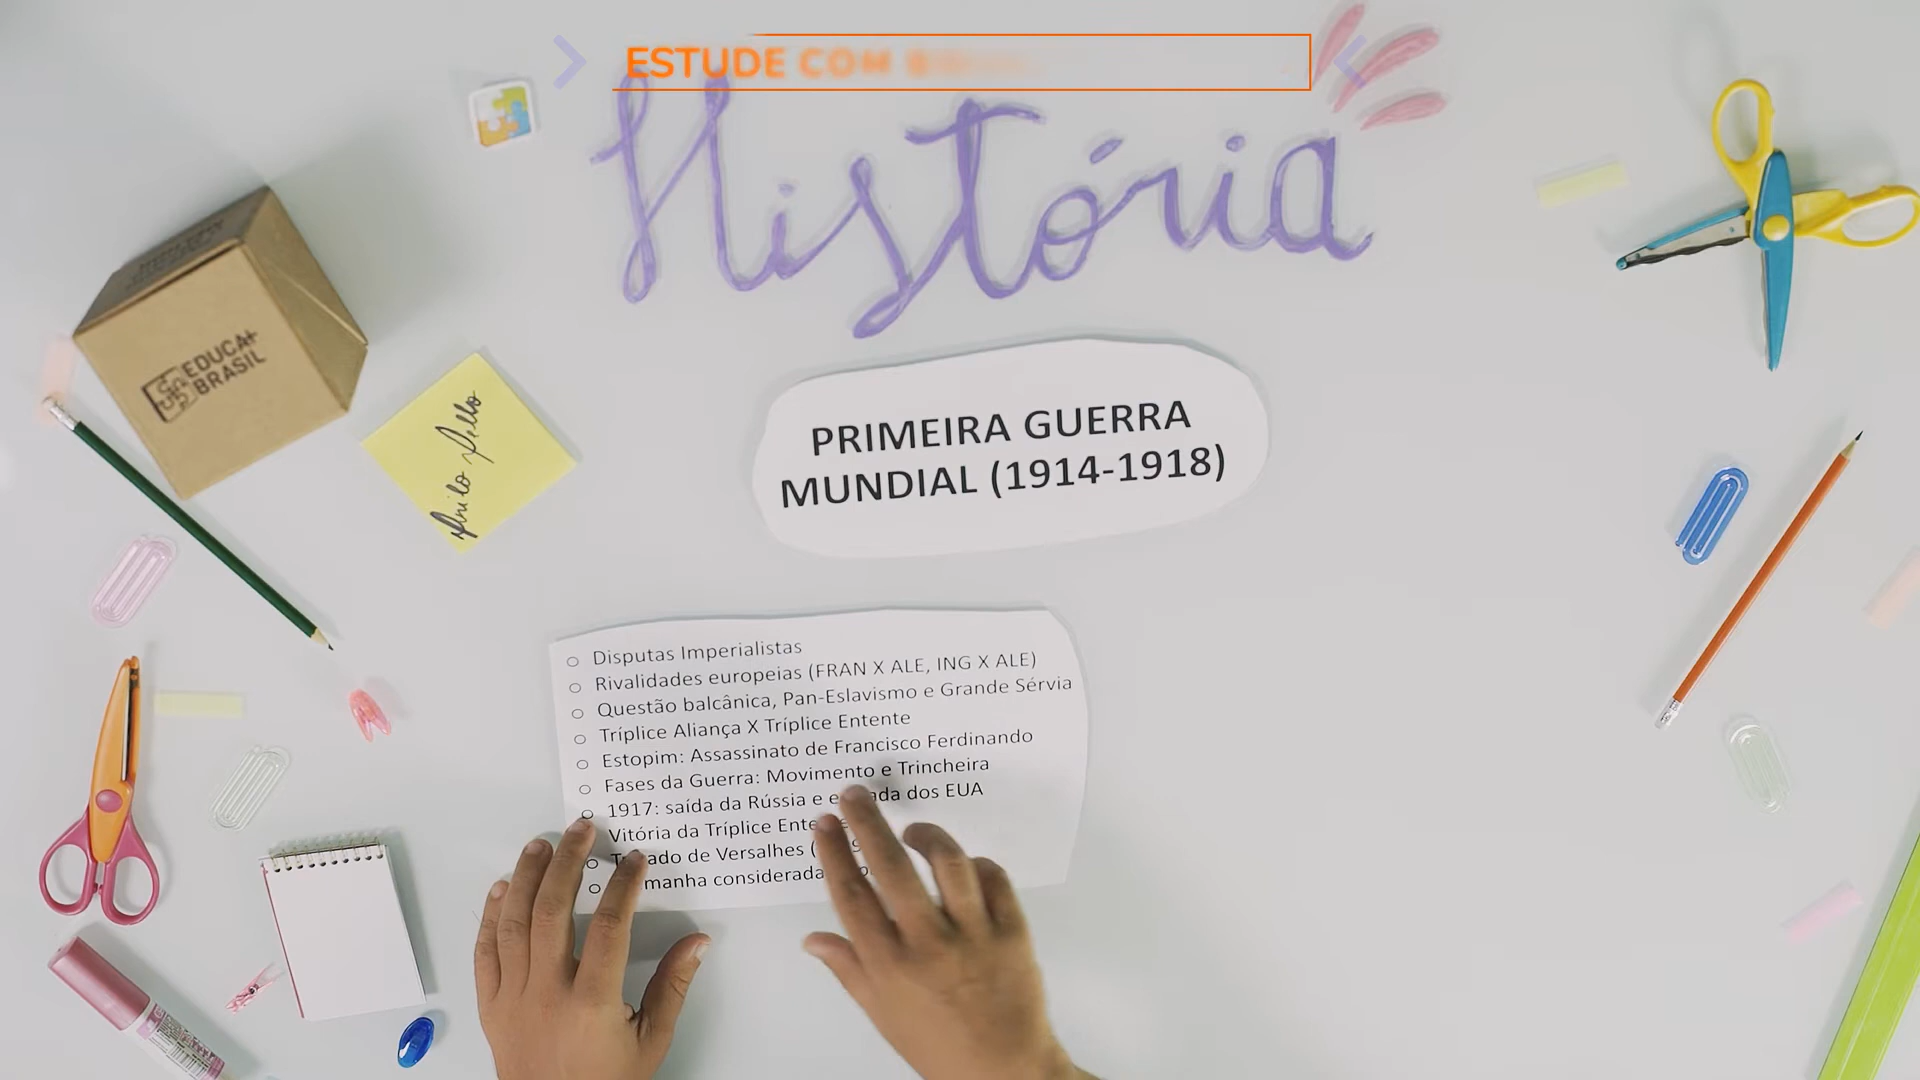 ESTUDE COM
História
EDUCA+
BRASIL
PRIMEIRA GUERRA
MUNDIAL (1914-1918)
Disputas Imperialistas
Rivalidades europeias (FRAN X ALE, ING X ALE)
Questão balcânica, Pan-Eslavismo e Grande Sérvia
Tríplice Aliança X Tríplice Entente
Estopim: Assassinato de Francisco Ferdinando
Fases da Guerra: Movimento e Trincheira
1917: saída da Rússia e dos EUA
Vitória da Tríplice
de Versalhes
considerada